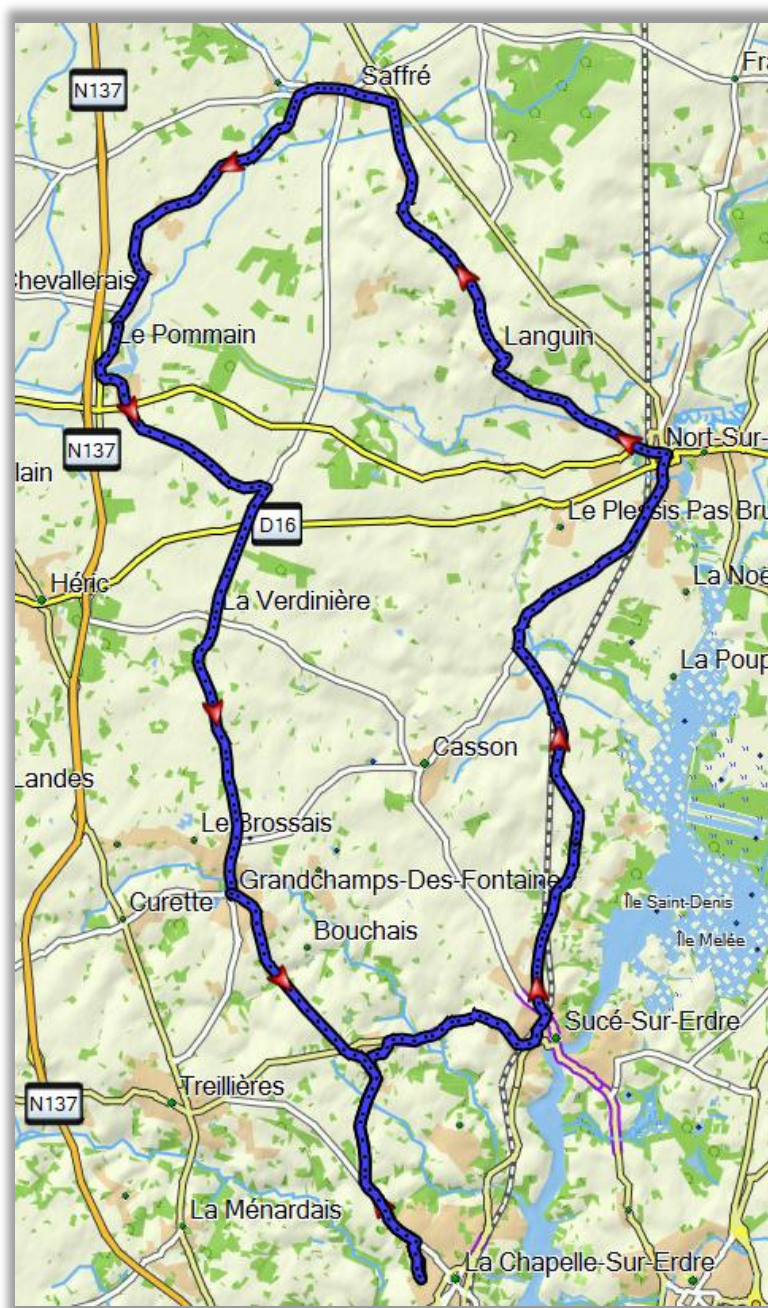 Saffré
Fr
N137
Chevallerais
Le Pommain
Languin
Nort-Sur-
N137
lain
Le Plessis Pas Bru
D16
Héric
La Noë
La Verdinière
La Poup
Casson
Landes
Le Brossais
Grandchamps-Des-Fontaine
Curette
Île Saint-Denis
Bouchais
Île Melée
Sucé-Sur-Erdre
Treillières
N137
La Ménardais
La Chapelle-Sur-Erdre